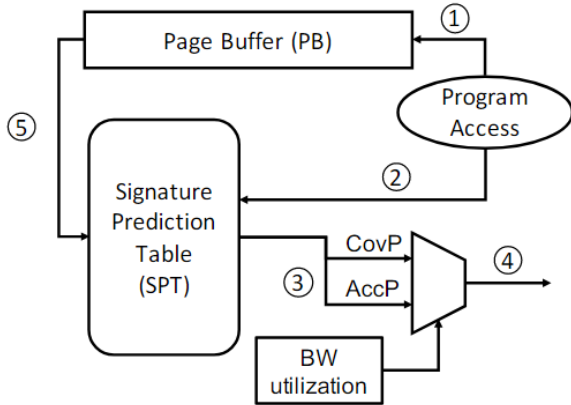 ①
Page Buffer (PB)
Program
Access
⑤
②
Signature
Prediction
Table
(SPT)
CovP
③
④
AccP
BW
utilization